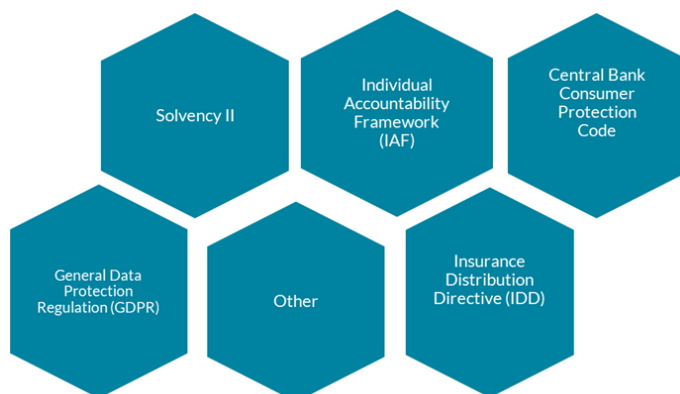 Solvency II
Individual
Accountability
Framework
(IAF)
Central Bank
Consumer
Protection
Code
General Data
Protection
Regulation (GDPR)
Other
Insurance
Distribution
Directive (IDD)